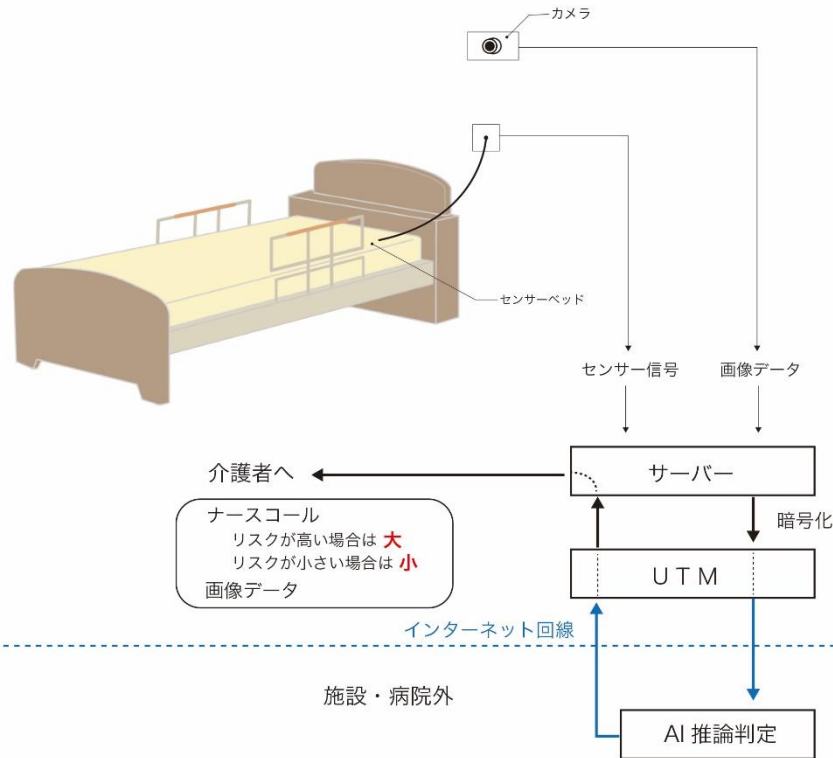 カメラ
センサーベッド
センサー信号
画像データ
サーバー
介護者へ
暗号化
ナースコール
リスクが高い場合は 大
リスクが小さい場合は 小
画像データ
UTM
インターネット回線
施設・病院外
AI 推論判定